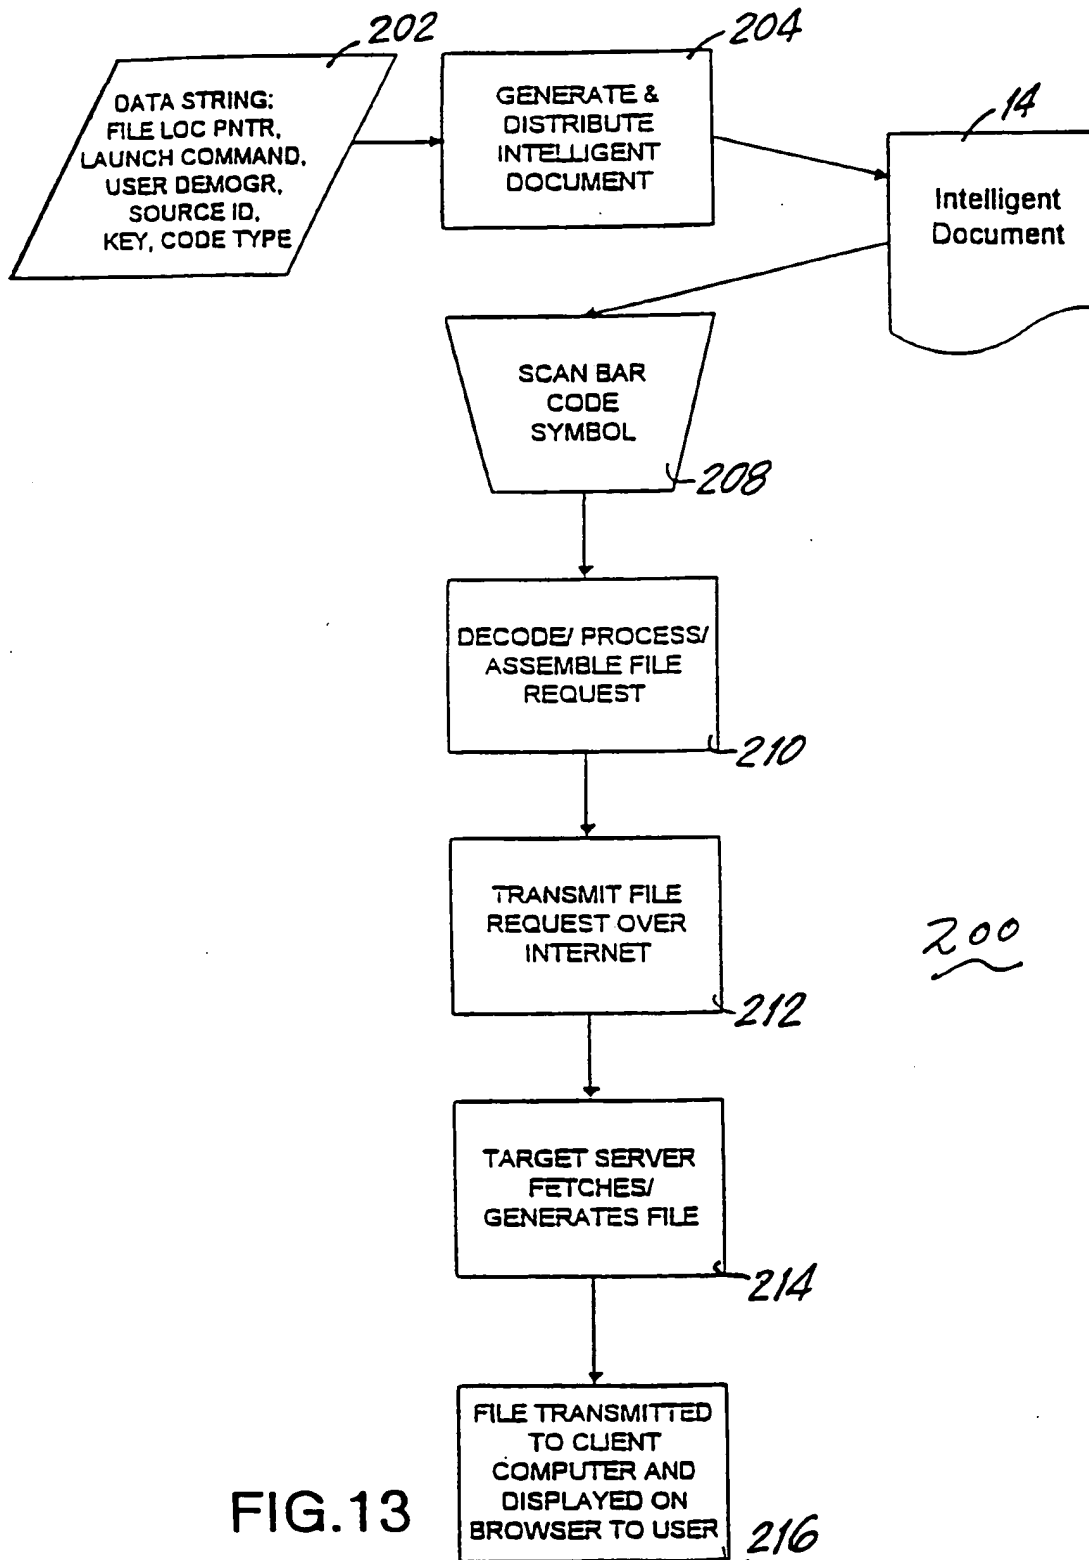 202
DATA STRING:
FILE LOC PNTR,
LAUNCH COMMAND,
USER DEMOGR,
SOURCE ID,
KEY, CODE TYPE
204
GENERATE &
DISTRIBUTE
INTELLIGENT
DOCUMENT
14
Intelligent
Document
SCAN BAR
CODE
SYMBOL
208
DECODE/ PROCESS/
ASSEMBLE FILE
REQUEST
210
TRANSMIT FILE
REQUEST OVER
INTERNET
212
200
TARGET SERVER
FETCHES/
GENERATES FILE
214
FILE TRANSMITTED
TO CLIENT
COMPUTER AND
DISPLAYED ON
BROWSER TO USER
216
FIG.13